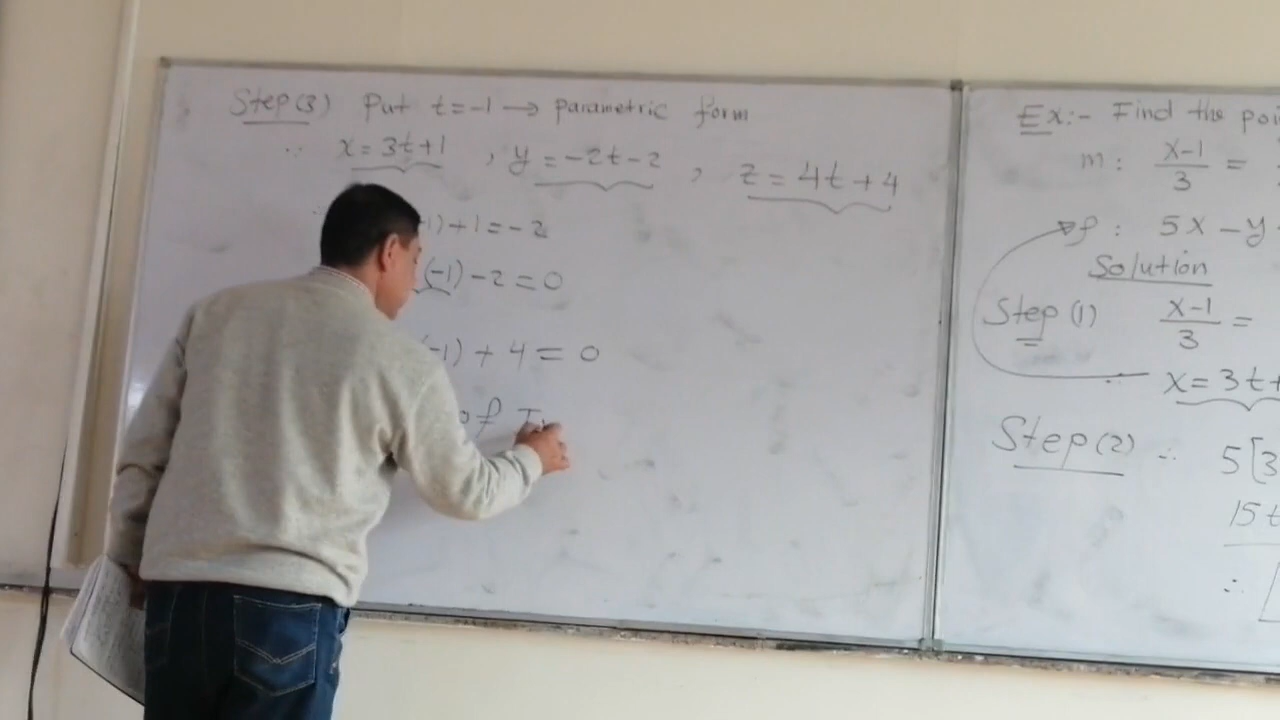 Step (3) Put t = -1 → parametric form
∵ x = 3t + 1 , y = -2t - 2 , z = 4t + 4
1) + 1 = -2
(-1) - 2 = 0
-1) + 4 = 0
of
Ex:- Find the poi
m: x-1/3 =
p: 5x - y
Solution
Step (1) x-1/3 =
∴ x = 3t +
Step (2) ∴ 5[3
15t
∴